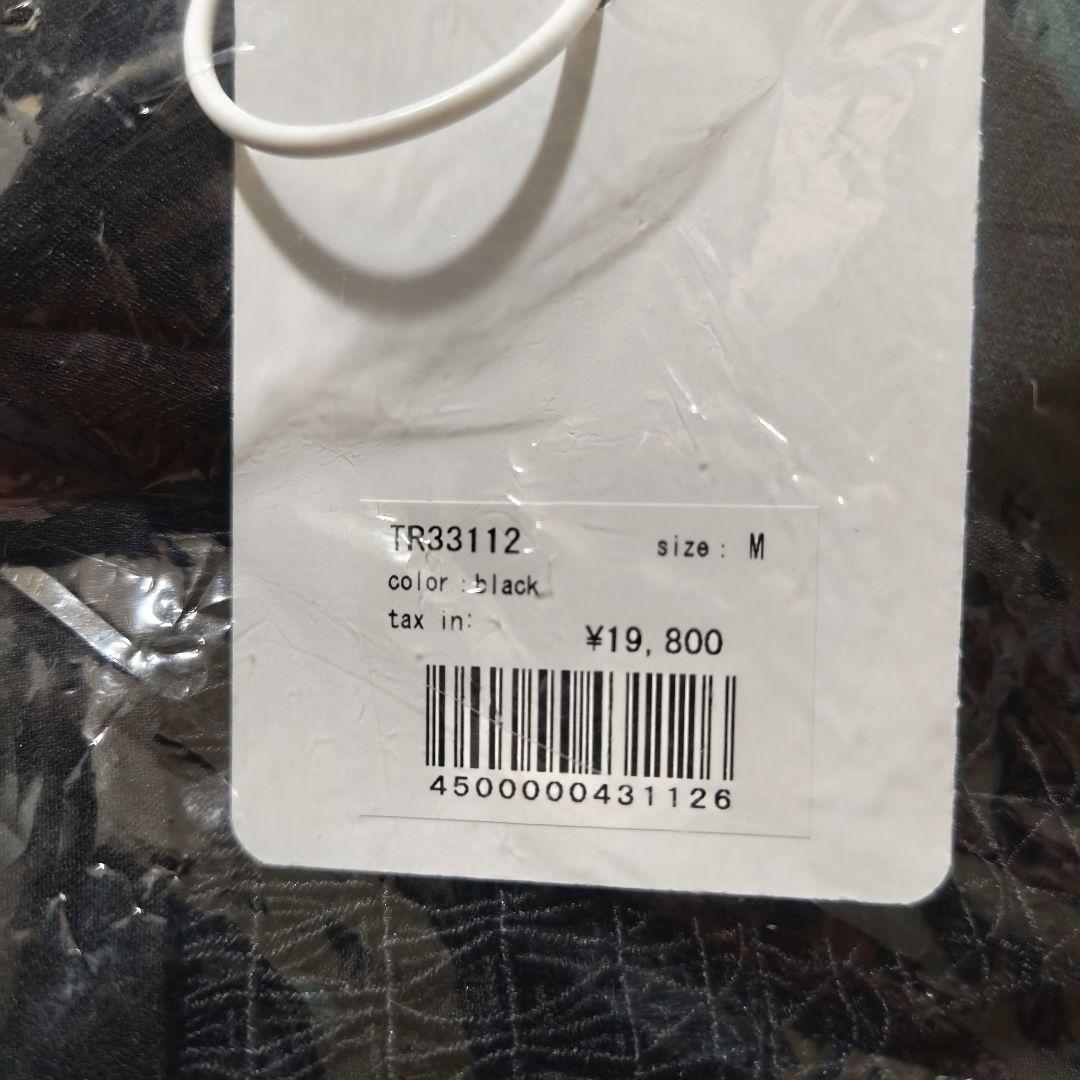 TR33112 size: M
color :black
tax in:
¥19,800
4500000431126